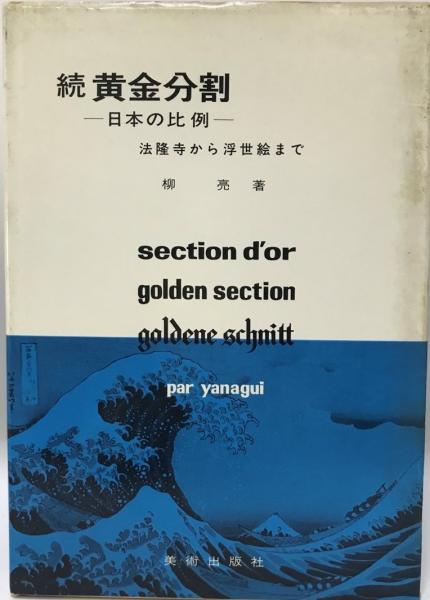 続 黄金分割
—日本の比例—
法隆寺から浮世絵まで
柳 亮 著
section d'or
golden section
goldene schnitt
par yanagui
美術出版社